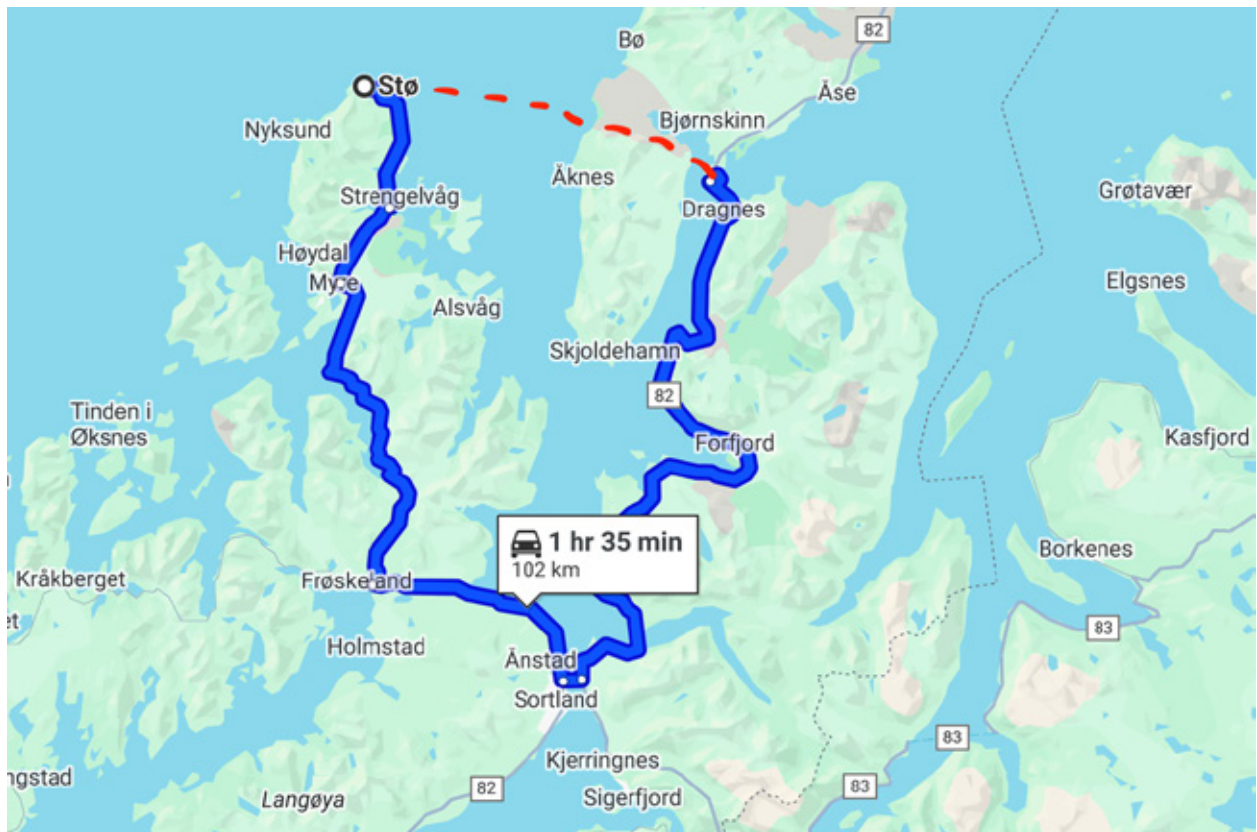 Bø
82
Stø
Åse
Nyksund
Bjørnskinn
Åknes
Grøtavær
Strengelvåg
Dragnes
Høydal
Elgsnes
Alsvåg
Skjoldehamn
82
Tinden i
Øksnes
Forfjord
Kasfjord
1 hr 35 min
102 km
Borkenes
Kråkberget
Frøskeland
83
Holmstad
Ånstad
Sortland
83
Kjerringnes
82
83
Langøya
Sigerfjord